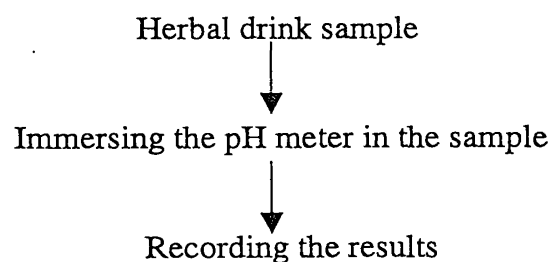 Herbal drink sample
Immersing the pH meter in the sample
Recording the results